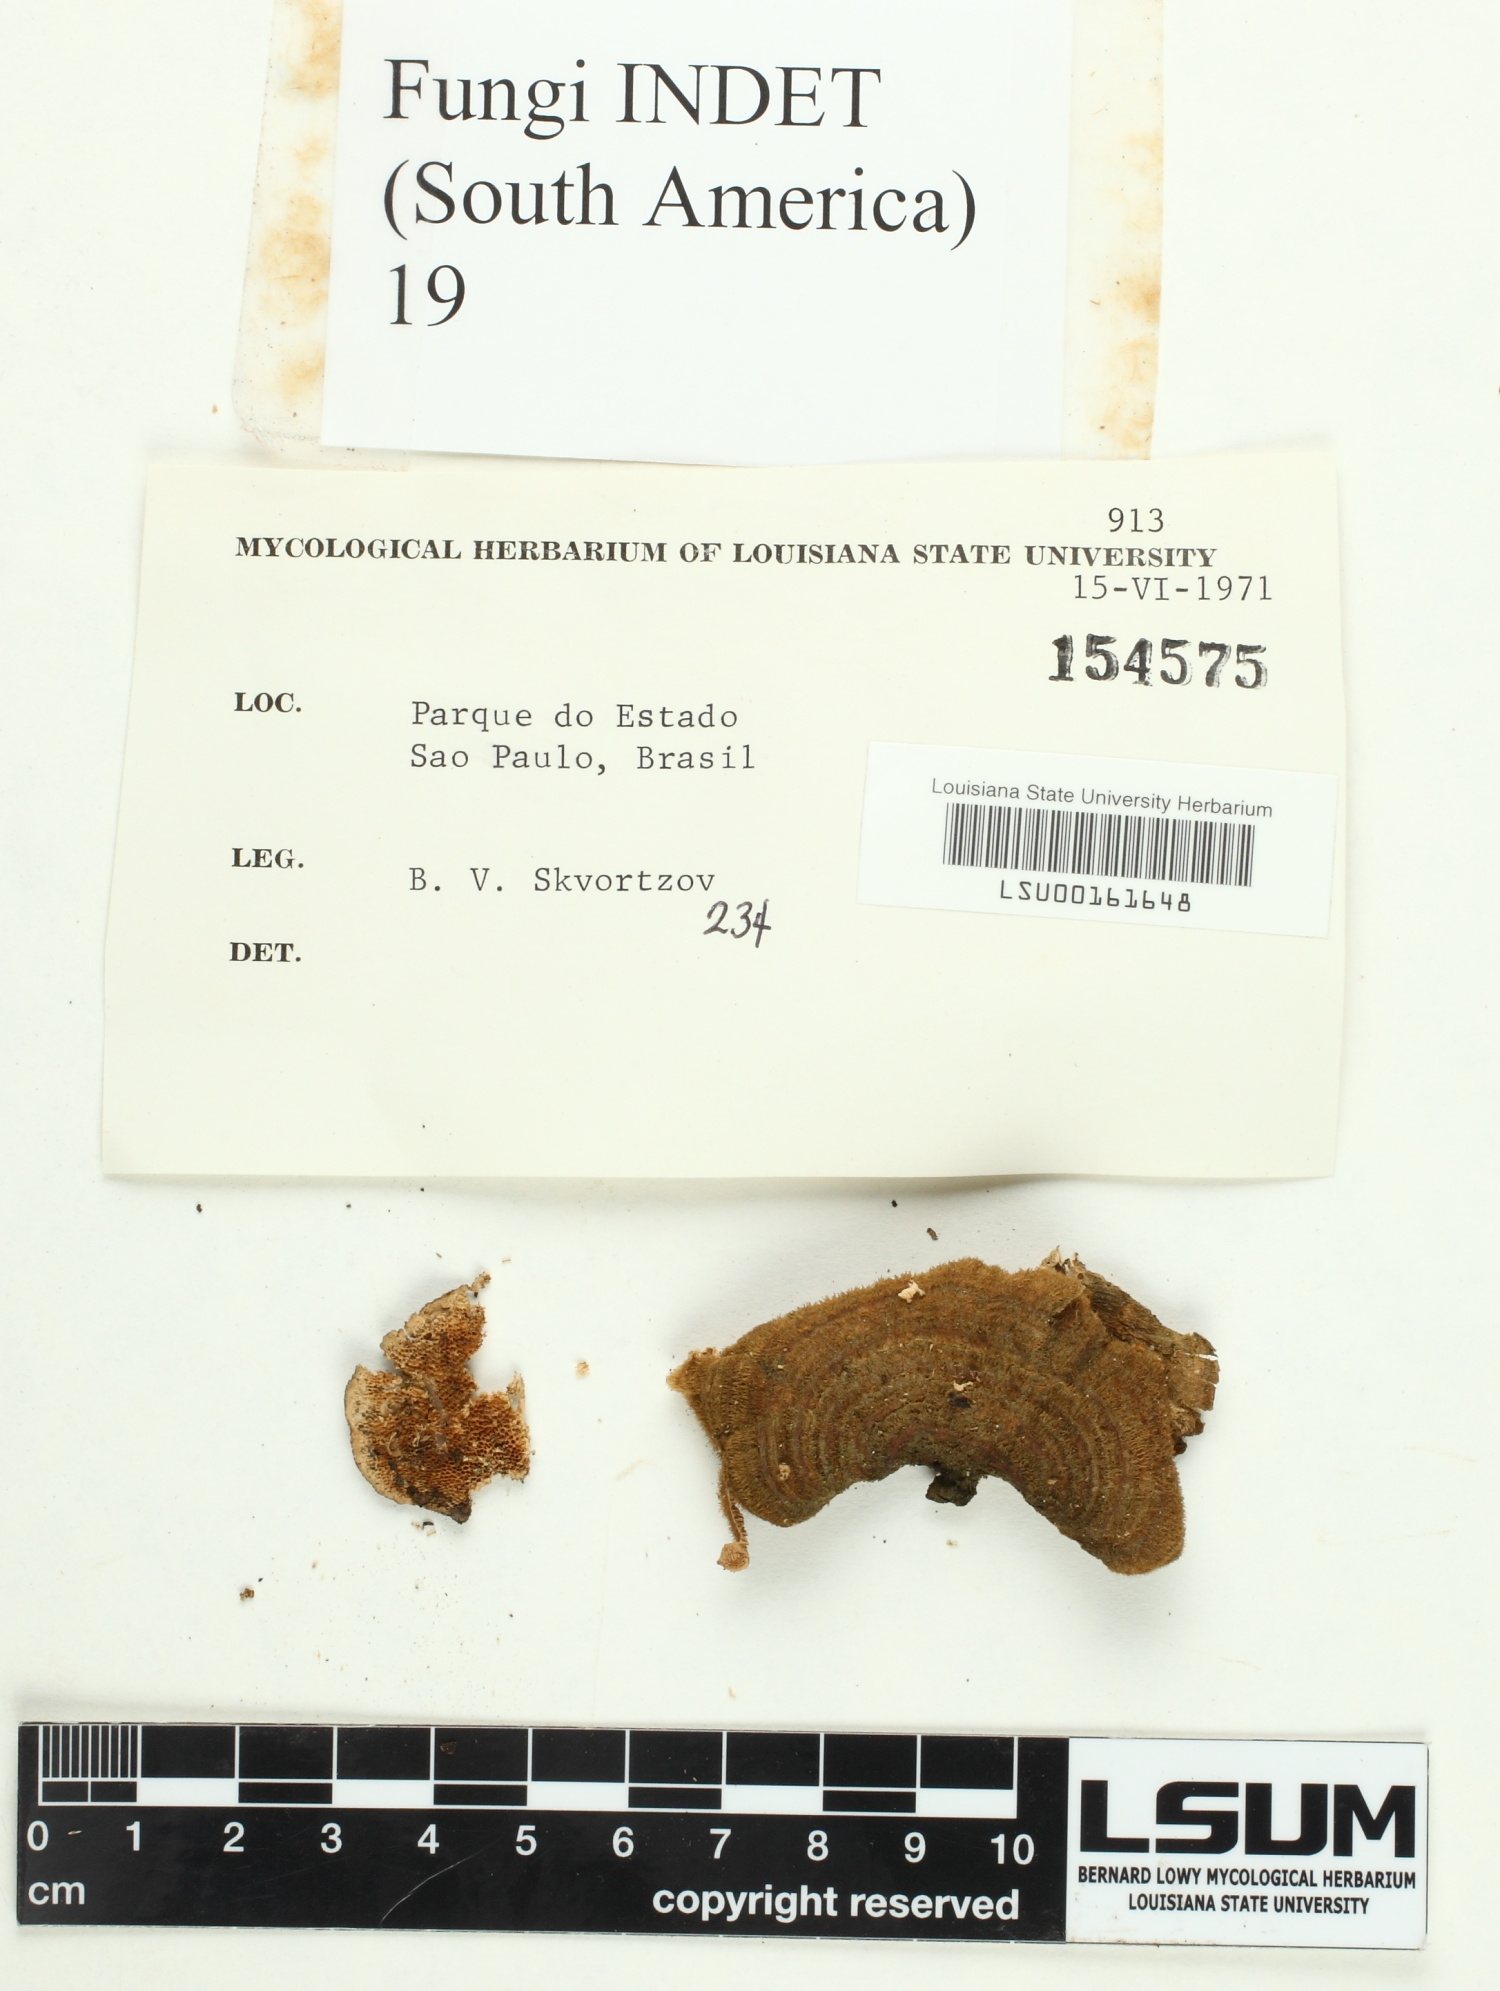 Fungi INDET
(South America)
19
913
MYCOLOGICAL HERBARIUM OF LOUISIANA STATE UNIVERSITY
15-VI-1971
154575
LOC. Parque do Estado
Sao Paulo, Brasil
Louisiana State University Herbarium
LSU00161648
LEG. B. V. Skvortzov
234
DET.
0 1 2 3 4 5 6 7 8 9 10
cm
copyright reserved
LSUM
BERNARD LOWY MYCOLOGICAL HERBARIUM
LOUISIANA STATE UNIVERSITY